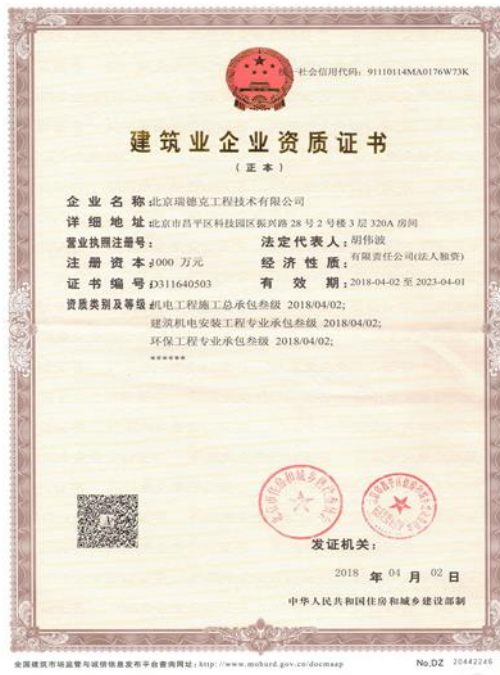 统一社会信用代码：91110114MA0176W73K
建筑业企业资质证书
（正本）
企业名称：北京瑞德克工程技术有限公司
详细地址：北京市昌平区科技园区振兴路28号2号楼3层320A房间
营业执照注册号： 法定代表人：胡伟波
注册资本：1000 万元 经济性质：有限责任公司(法人独资)
证书编号：D311640503 有效期：2018-04-02 至 2023-04-01
资质类别及等级：机电工程施工总承包叁级 2018/04/02;
建筑机电安装工程专业承包叁级 2018/04/02;
环保工程专业承包叁级 2018/04/02;
******
发证机关：
2018 年 04 月 02 日
中华人民共和国住房和城乡建设部制
全国建筑市场监管与诚信信息发布平台查询网址：http://www.mohurd.gov.cn/docmaap
No.DZ 20442246